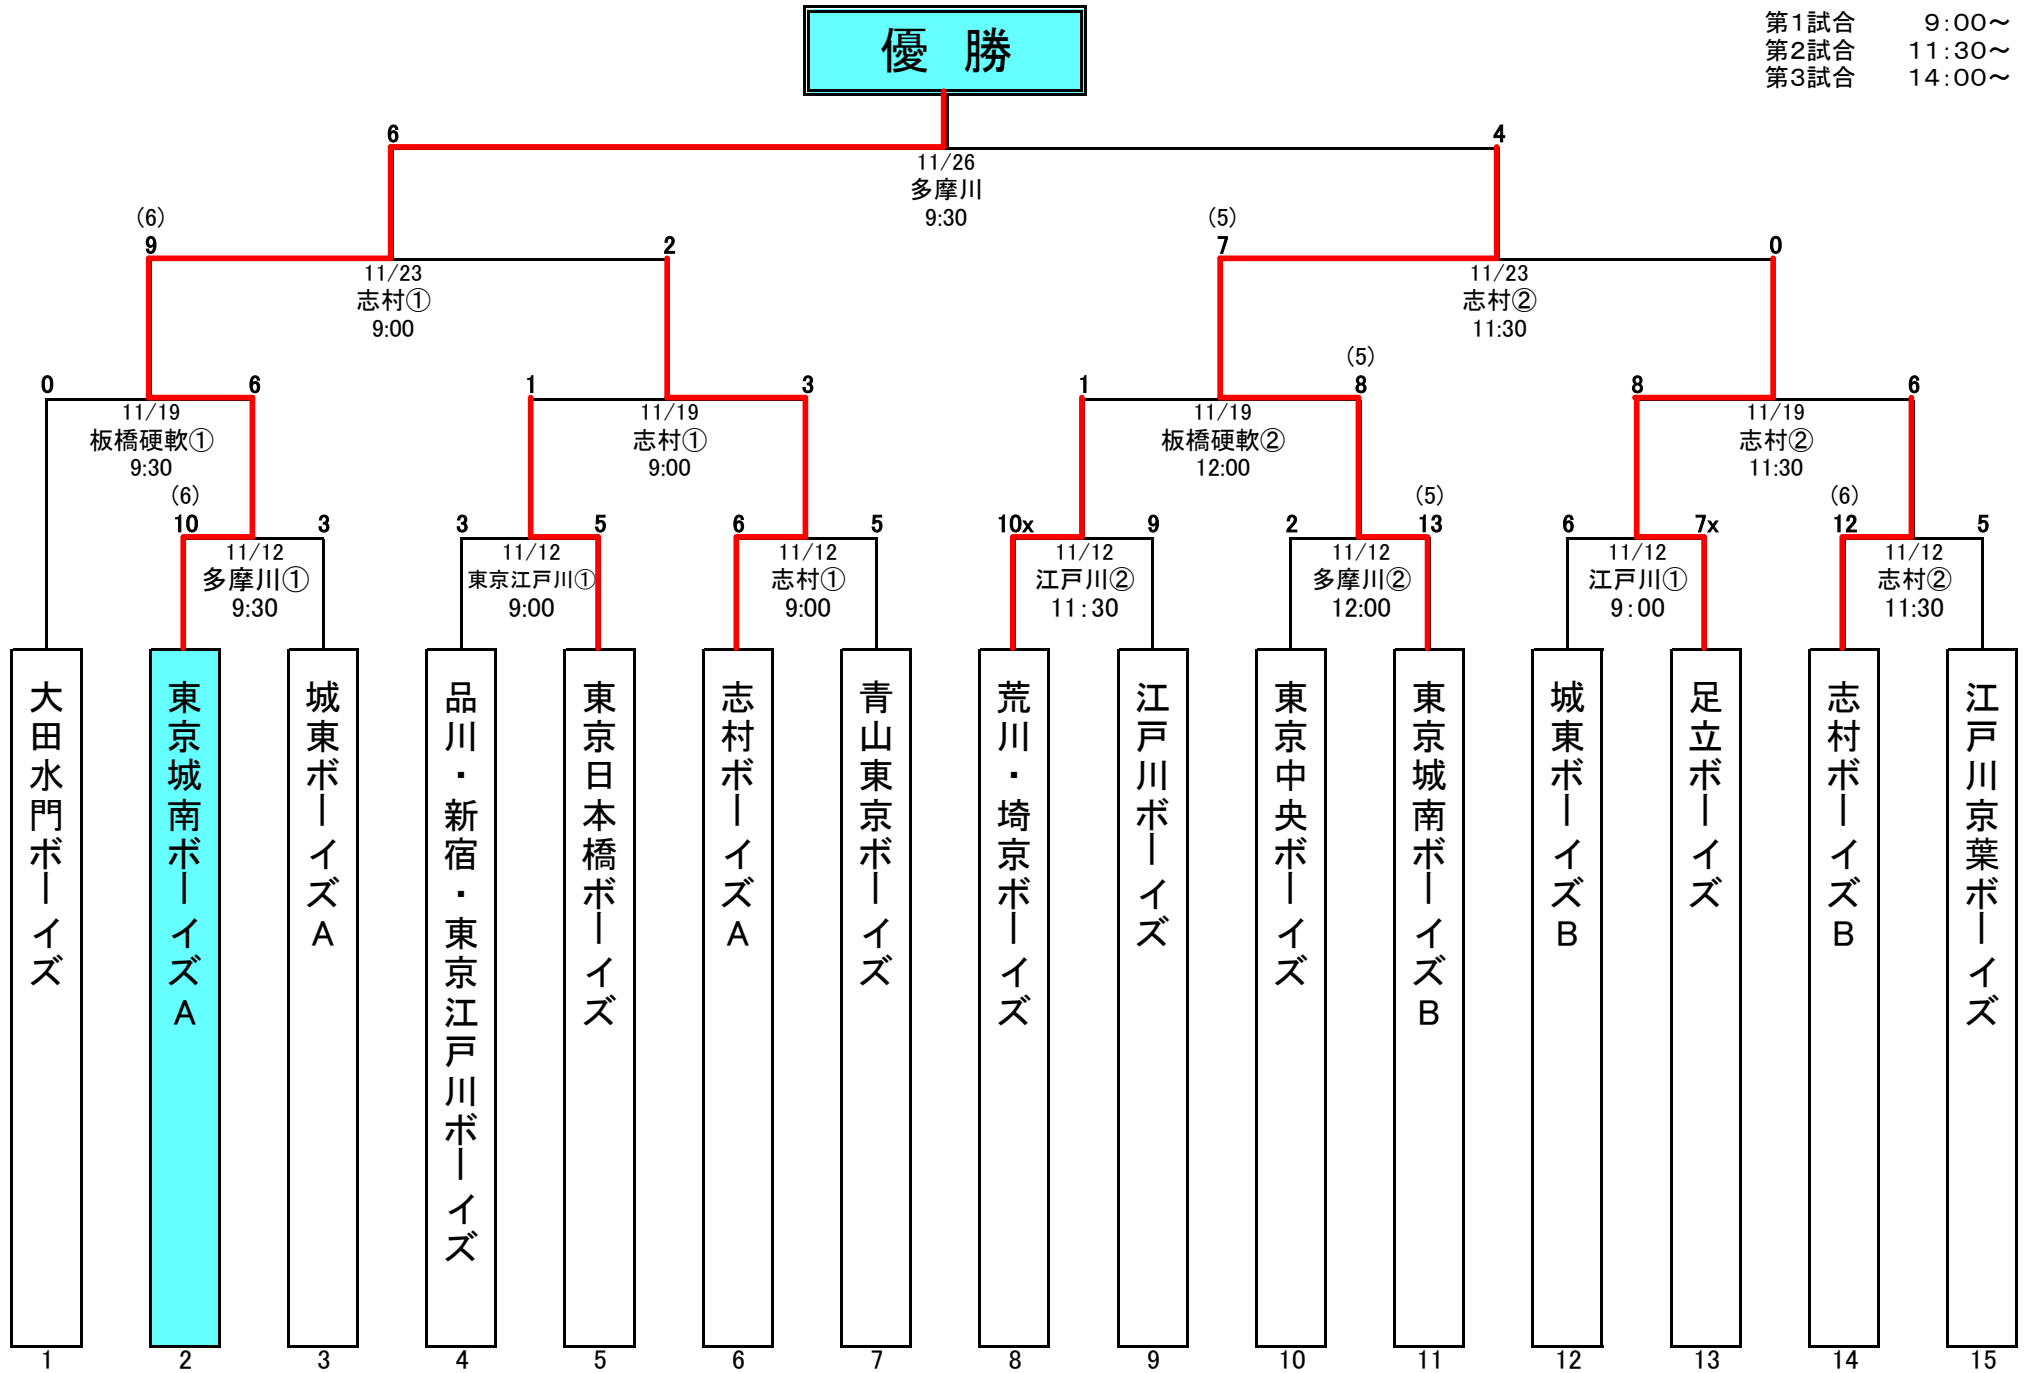 優 勝
第1試合 9:00～
第2試合 11:30～
第3試合 14:00～
6
4
11/26
多摩川
9:30
(6)
9
2
11/23
志村①
9:00
(5)
7
0
11/23
志村②
11:30
0
6
11/19
板橋硬軟①
9:30
1
3
11/19
志村①
9:00
1
(5)
8
11/19
板橋硬軟②
12:00
8
6
11/19
志村②
11:30
(6)
10
3
11/12
多摩川①
9:30
3
5
11/12
東京江戸川①
9:00
6
5
11/12
志村①
9:00
10x
9
11/12
江戸川②
11:30
2
(5)
13
11/12
多摩川②
12:00
6
7x
11/12
江戸川①
9:00
(6)
12
5
11/12
志村②
11:30
大田水門ボーイズ
東京城南ボーイズA
城東ボーイズA
品川・新宿・東京江戸川ボーイズ
東京日本橋ボーイズ
志村ボーイズA
青山東京ボーイズ
荒川・埼京ボーイズ
江戸川ボーイズ
東京中央ボーイズ
東京城南ボーイズB
城東ボーイズB
足立ボーイズ
志村ボーイズB
江戸川京葉ボーイズ
1
2
3
4
5
6
7
8
9
10
11
12
13
14
15